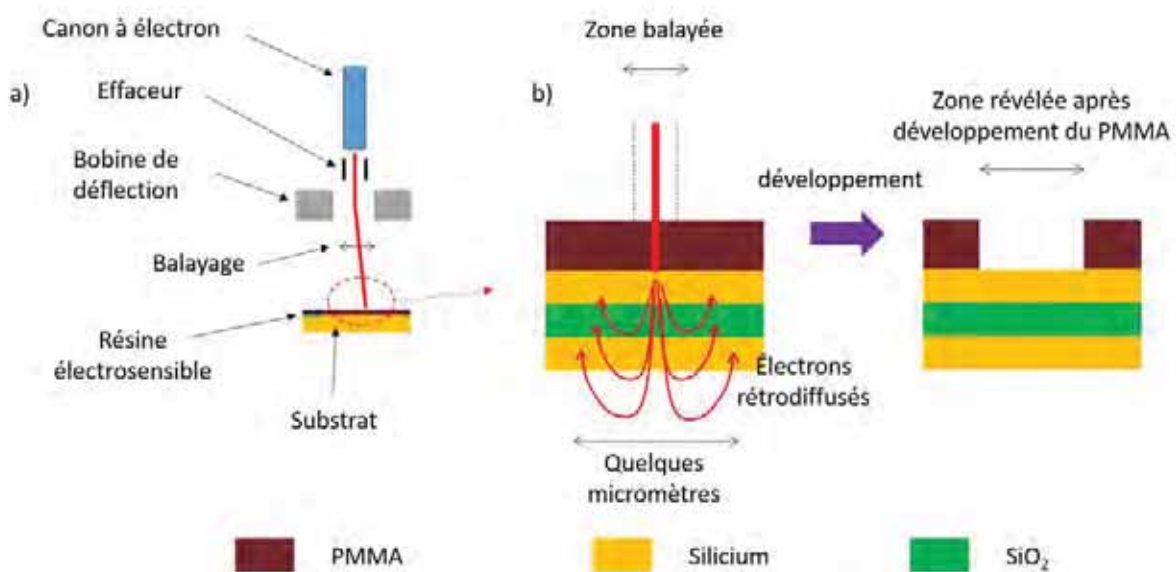 a)
Canon à électron
Effaceur
Bobine de
déflection
Balayage
Résine
électrosensible
Substrat
b)
Zone balayée
développement
Zone révélée après
développement du PMMA
Électrons
rétrodiffusés
Quelques
micromètres
PMMA
Silicium
SiO₂